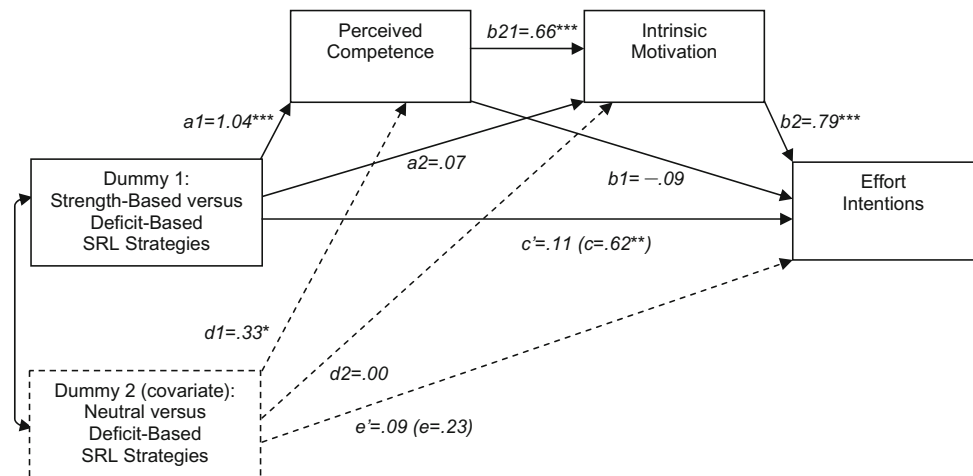 Perceived
Competence
b21=.66***
Intrinsic
Motivation
a1=1.04***
b2=.79***
a2=.07
Dummy 1:
Strength-Based versus
Deficit-Based
SRL Strategies
b1= −.09
Effort
Intentions
c'=.11 (c=.62**)
d1=.33*
d2=.00
Dummy 2 (covariate):
Neutral versus
Deficit-Based
SRL Strategies
e'=.09 (e=.23)